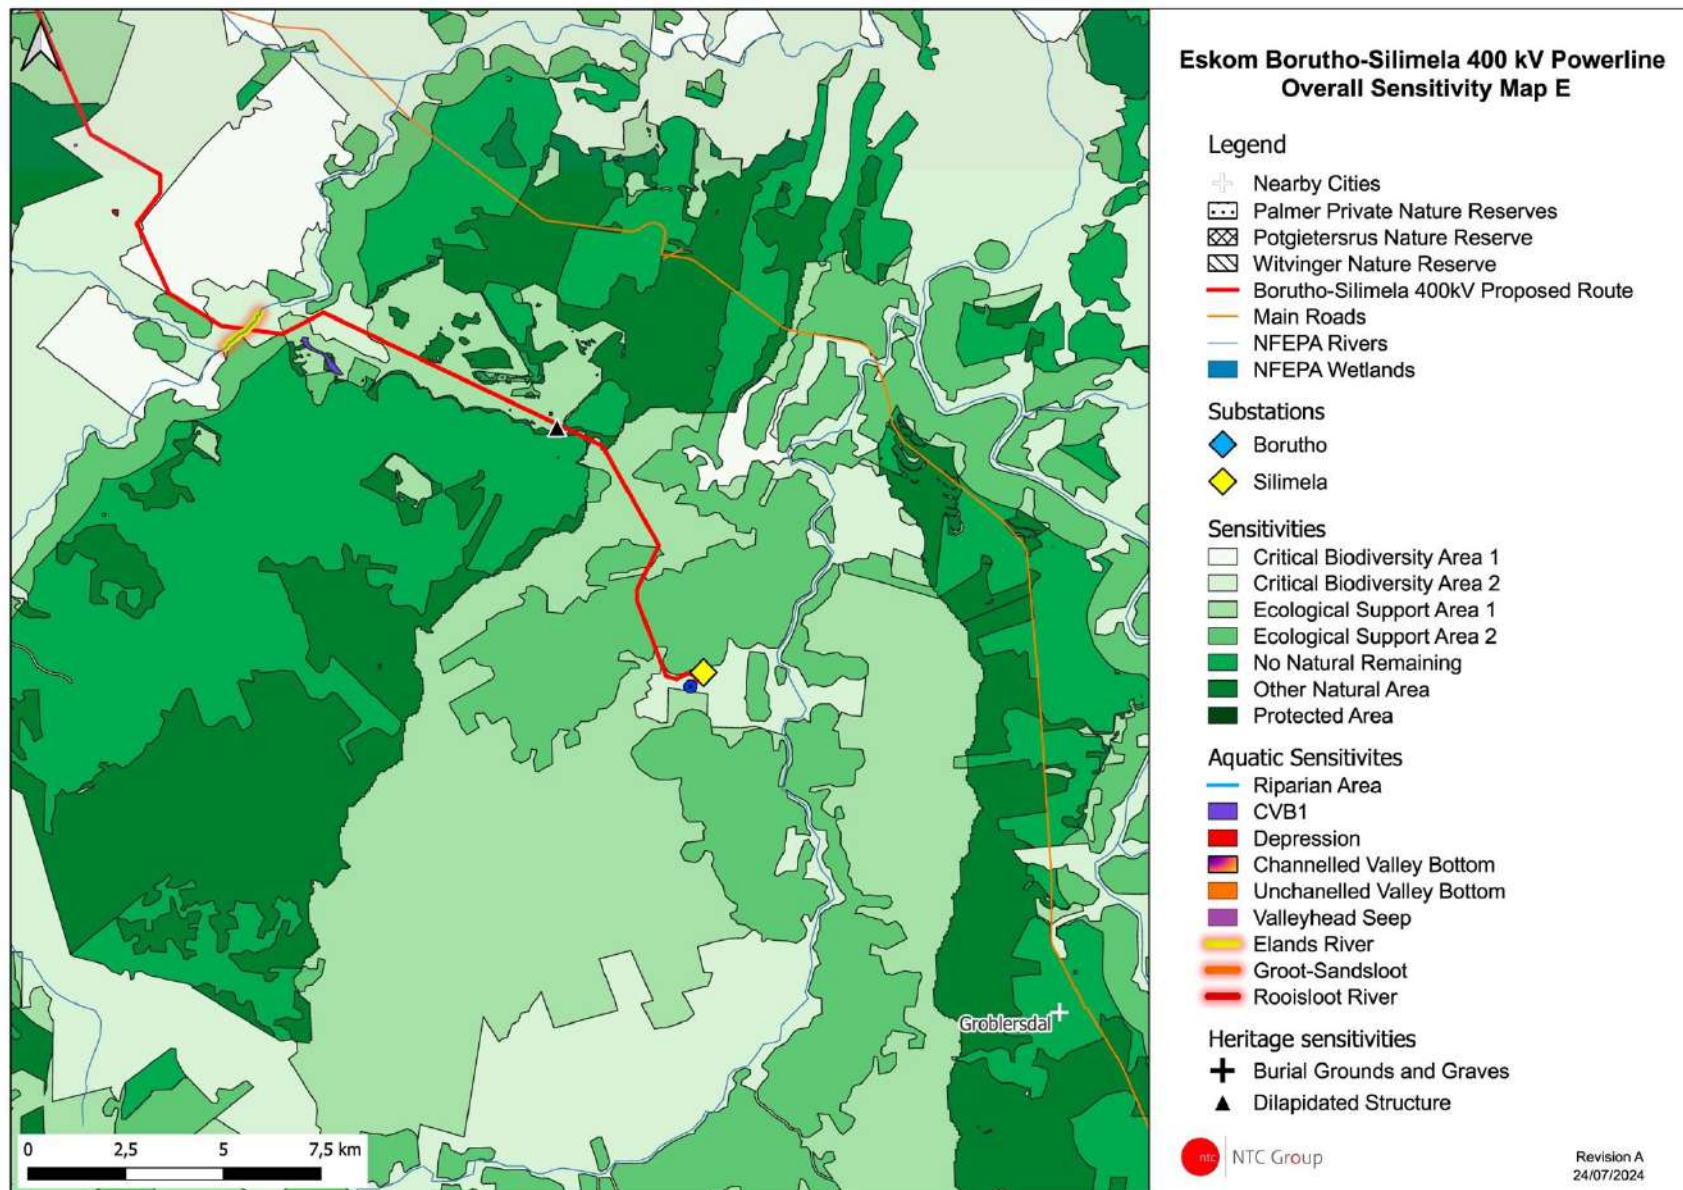 Eskom Borutho-Silimela 400 kV Powerline
Overall Sensitivity Map E
Legend
Nearby Cities
Palmer Private Nature Reserves
Potgietersrus Nature Reserve
Witvinger Nature Reserve
Borutho-Silimela 400kV Proposed Route
Main Roads
NFEPA Rivers
NFEPA Wetlands
Substations
Borutho
Silimela
Sensitivities
Critical Biodiversity Area 1
Critical Biodiversity Area 2
Ecological Support Area 1
Ecological Support Area 2
No Natural Remaining
Other Natural Area
Protected Area
Aquatic Sensitivites
Riparian Area
CVB1
Depression
Channelled Valley Bottom
Unchanelled Valley Bottom
Valleyhead Seep
Elands River
Groot-Sandsloot
Rooisloot River
Heritage sensitivities
Burial Grounds and Graves
Dilapidated Structure
Groblersdal
0 2,5 5 7,5 km
ntc NTC Group
Revision A
24/07/2024